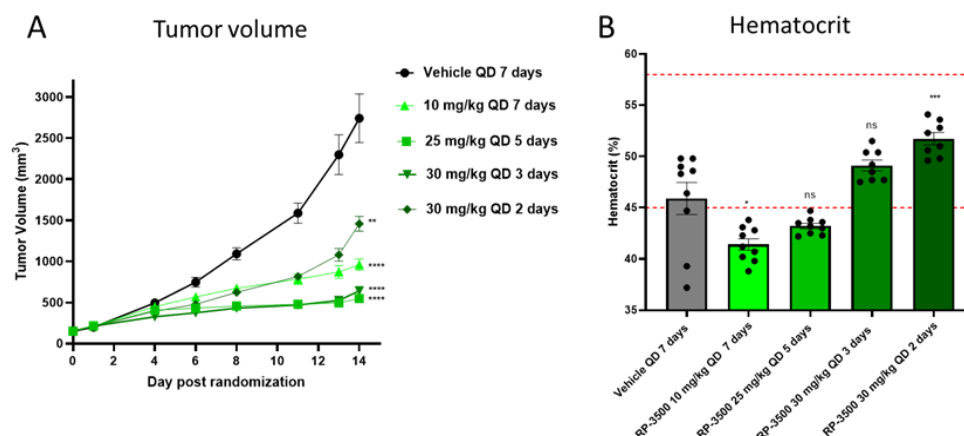 A
Tumor volume
Tumor Volume (mm³)
3000
2500
2000
1500
1000
500
0
0 2 4 6 8 10 12 14
Day post randomization
**
****
****
****
Vehicle QD 7 days
10 mg/kg QD 7 days
25 mg/kg QD 5 days
30 mg/kg QD 3 days
30 mg/kg QD 2 days
B
Hematocrit
Hematocrit (%)
60
55
50
45
40
35
*
ns
ns
***
Vehicle QD 7 days
RP-3500 10 mg/kg QD 7 days
RP-3500 25 mg/kg QD 5 days
RP-3500 30 mg/kg QD 3 days
RP-3500 30 mg/kg QD 2 days